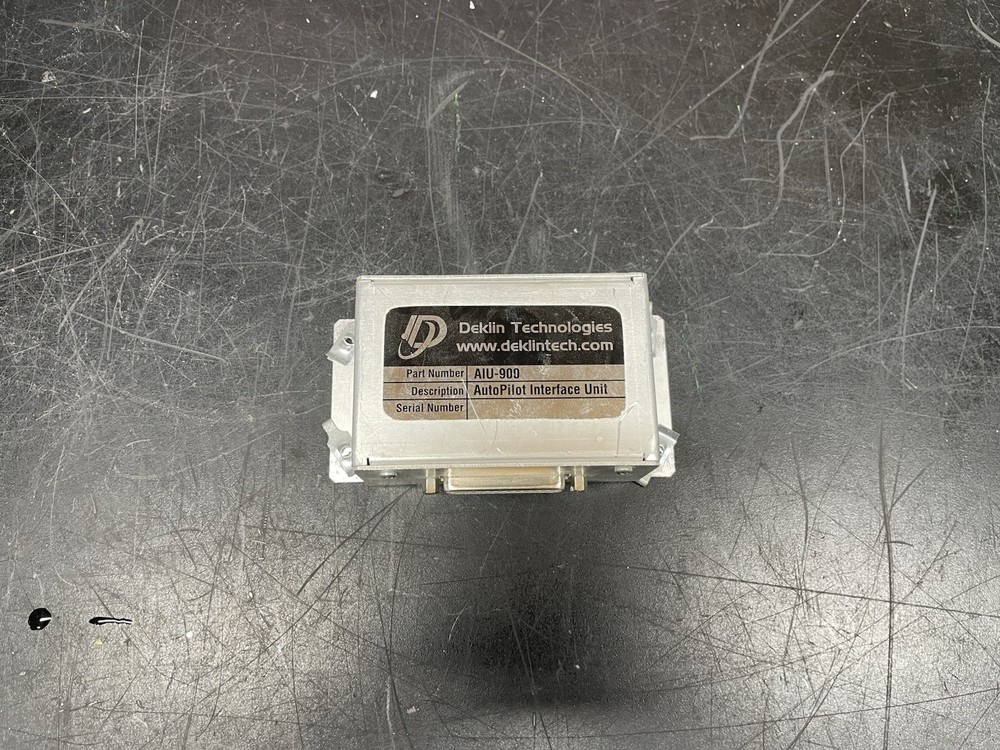 Deklin Technologies
www.deklintech.com
Part Number AIU-900
Description AutoPilot Interface Unit
Serial Number